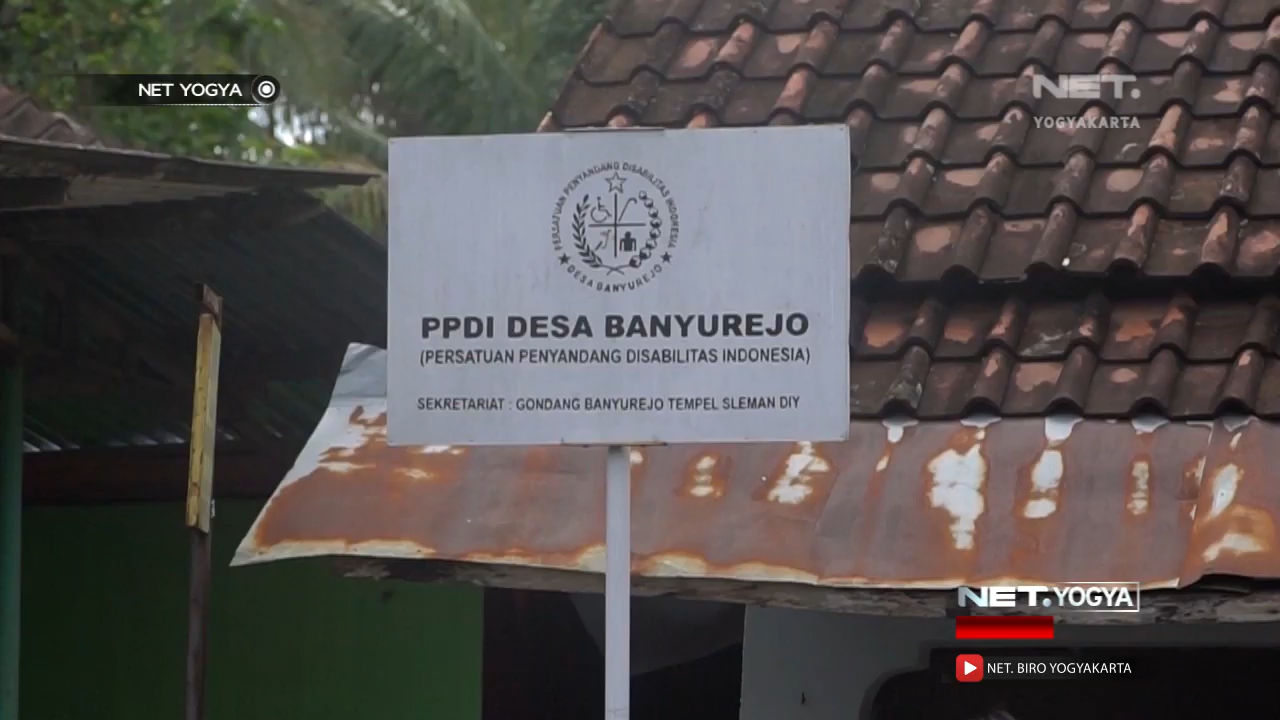 NET YOGYA
NET.
YOGYAKARTA
PERSATUAN PENYANDANG DISABILITAS INDONESIA
DESA BANYUREJO
PPDI DESA BANYUREJO
(PERSATUAN PENYANDANG DISABILITAS INDONESIA)
SEKRETARIAT : GONDANG BANYUREJO TEMPEL SLEMAN DIY
NET.YOGYA
NET. BIRO YOGYAKARTA